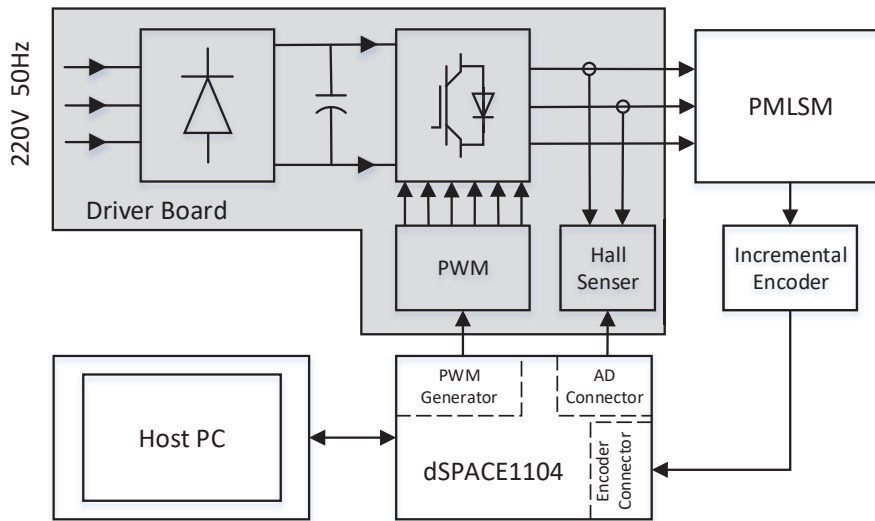 220V 50Hz
Driver Board
PWM
Hall
Senser
PMLSM
Incremental
Encoder
Host PC
PWM
Generator
AD
Connector
dSPACE1104
Encoder
Connector